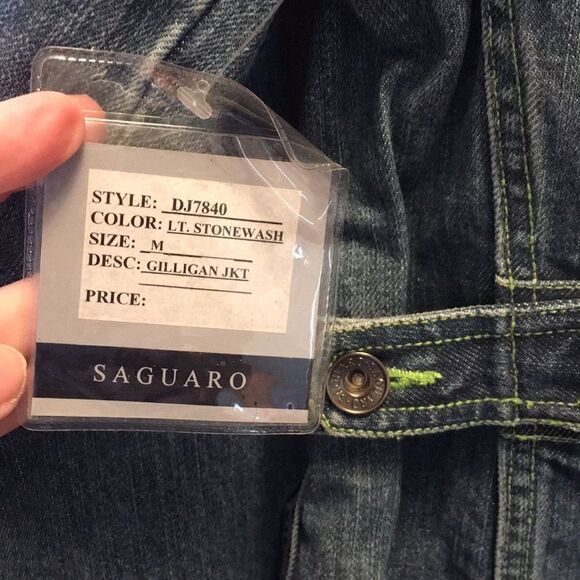 STYLE: DJ7840
COLOR: LT. STONEWASH
SIZE: M
DESC: GILLIGAN JKT
PRICE:
SAGUARO